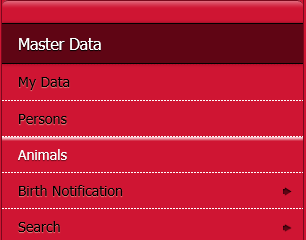 Master Data
My Data
Persons
Animals
Birth Notification
Search